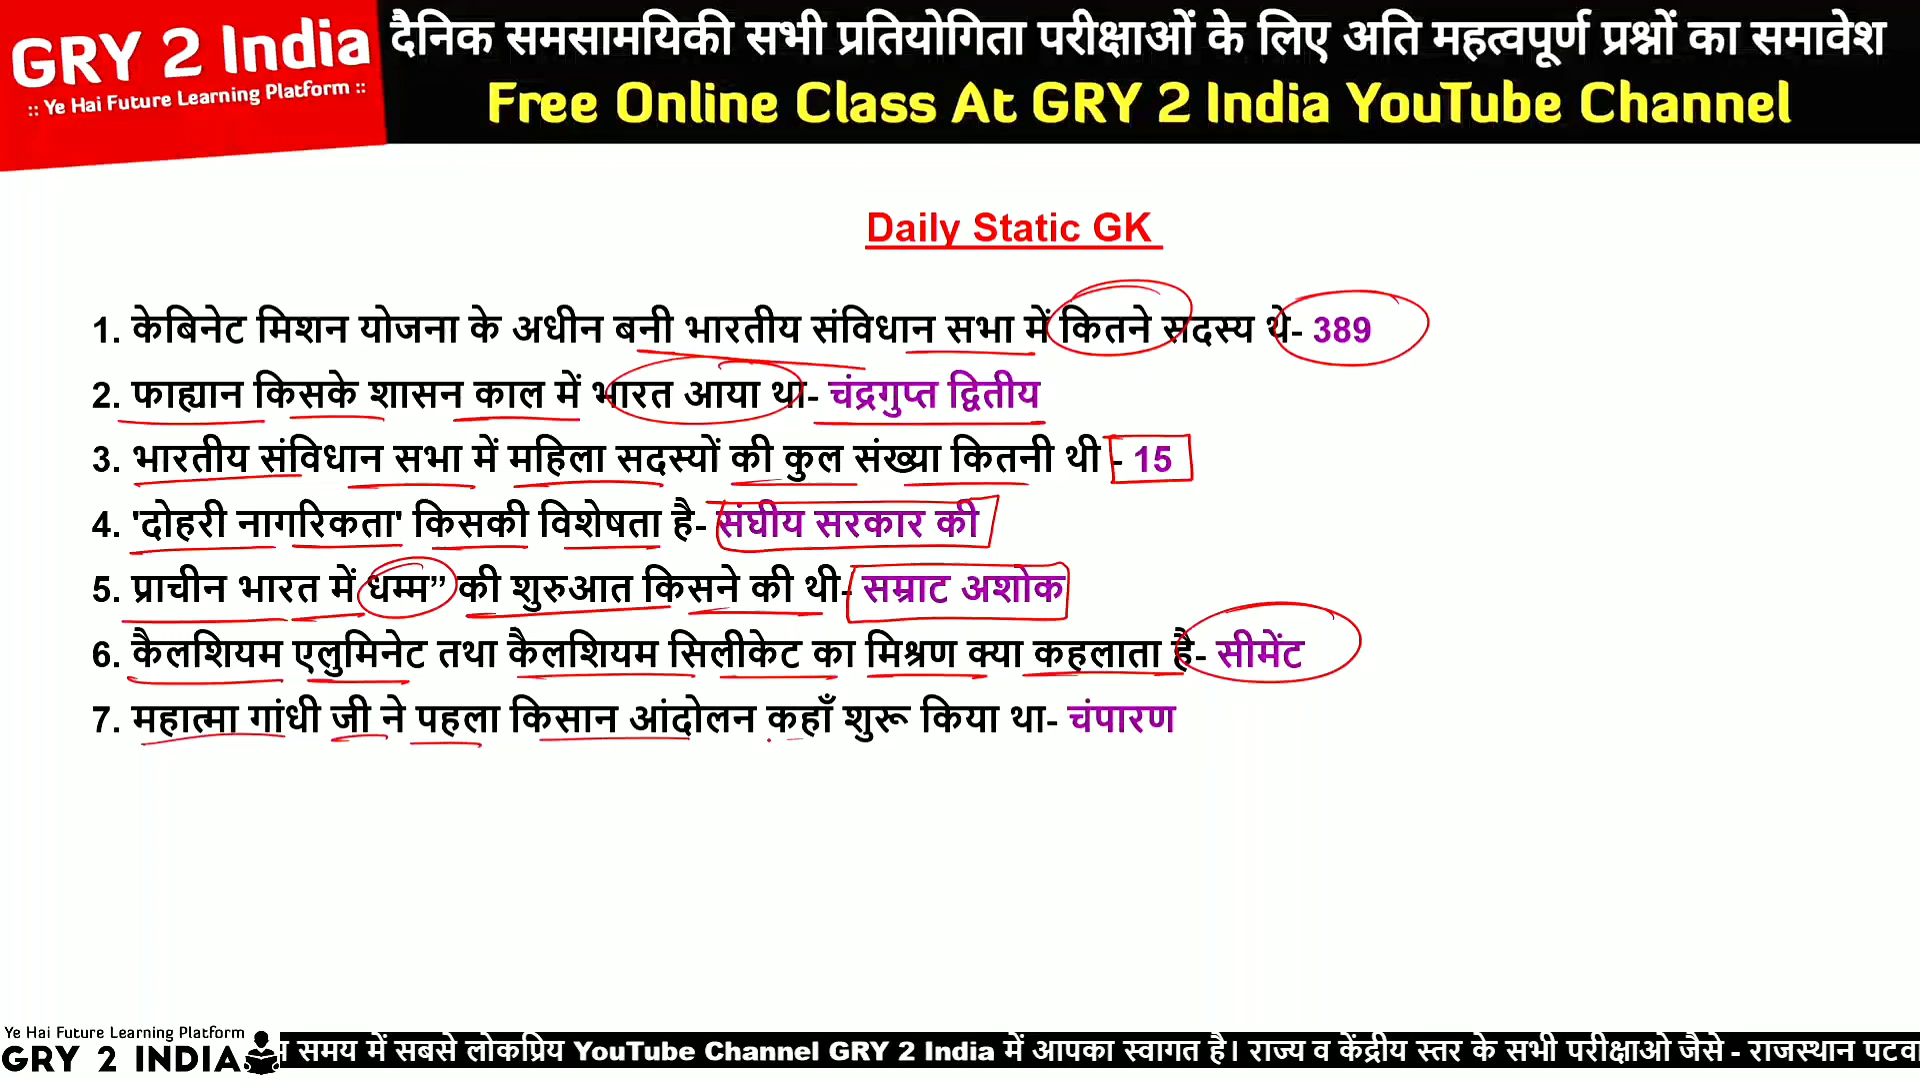 GRY 2 India
:: Ye Hai Future Learning Platform ::
दैनिक समसामयिकी सभी प्रतियोगिता परीक्षाओं के लिए अति महत्वपूर्ण प्रश्नों का समावेश
Free Online Class At GRY 2 India YouTube Channel
Daily Static GK
1. केबिनेट मिशन योजना के अधीन बनी भारतीय संविधान सभा में कितने सदस्य थे- 389
2. फाह्यान किसके शासन काल में भारत आया था- चंद्रगुप्त द्वितीय
3. भारतीय संविधान सभा में महिला सदस्यों की कुल संख्या कितनी थी - 15
4. 'दोहरी नागरिकता' किसकी विशेषता है- संघीय सरकार की
5. प्राचीन भारत में धम्म” की शुरुआत किसने की थी- सम्राट अशोक
6. कैलशियम एलुमिनेट तथा कैलशियम सिलीकेट का मिश्रण क्या कहलाता है- सीमेंट
7. महात्मा गांधी जी ने पहला किसान आंदोलन कहाँ शुरू किया था- चंपारण
Ye Hai Future Learning Platform
GRY 2 INDIA
समय में सबसे लोकप्रिय YouTube Channel GRY 2 India में आपका स्वागत है। राज्य व केंद्रीय स्तर के सभी परीक्षाओ जैसे - राजस्थान पटवा